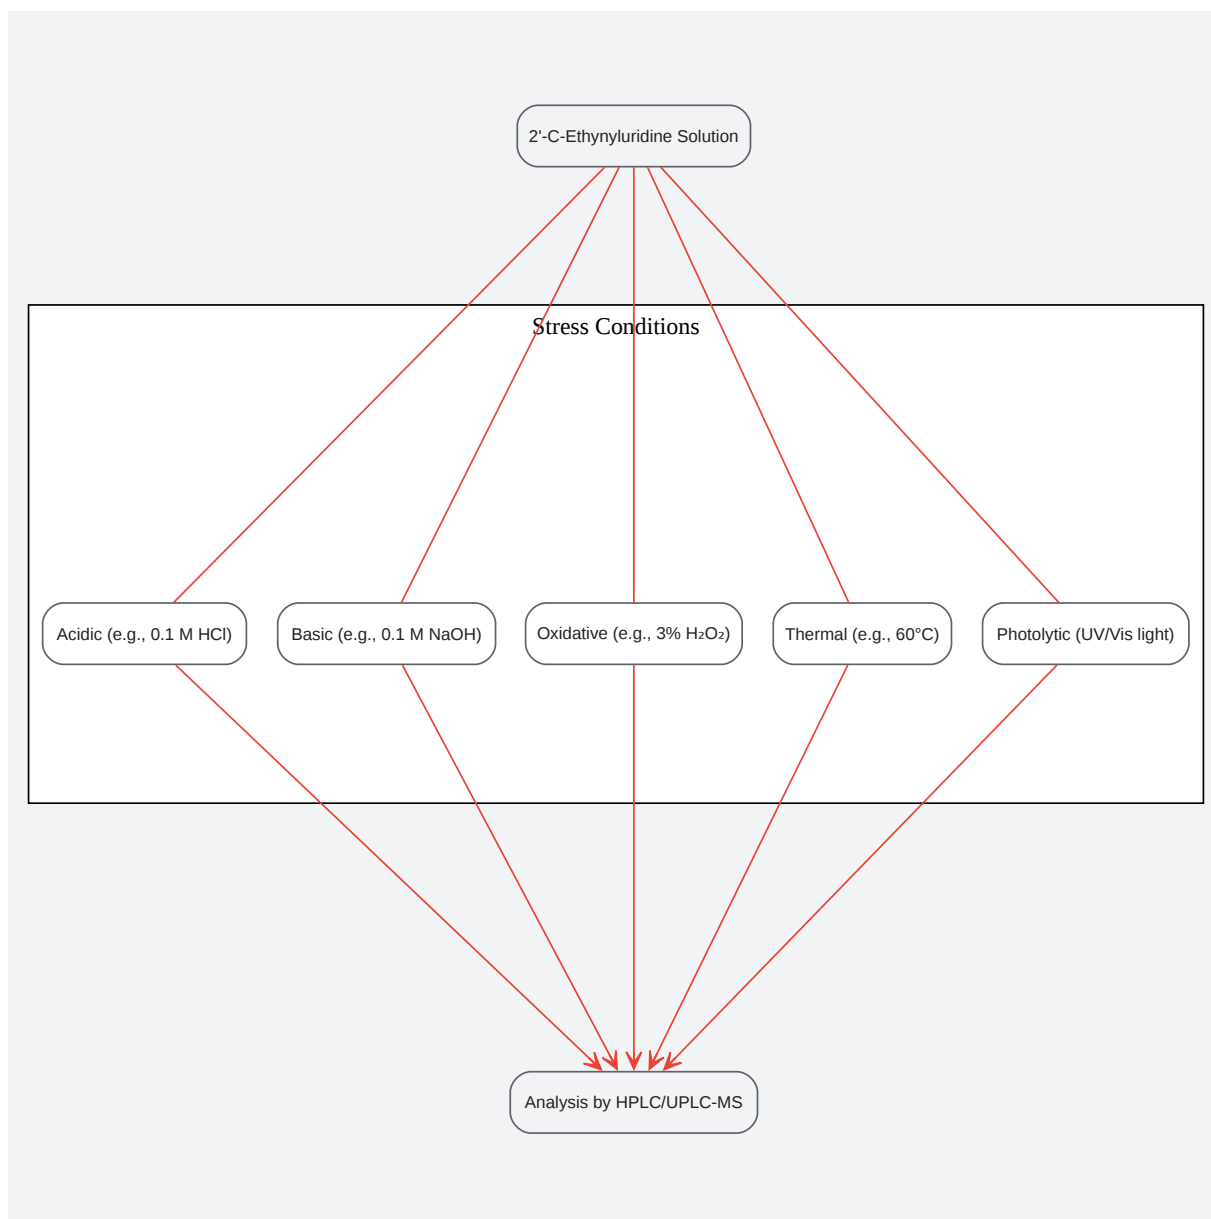 2'-C-Ethynyluridine Solution
Stress Conditions
Acidic (e.g., 0.1 M HCl)
Basic (e.g., 0.1 M NaOH)
Oxidative (e.g., 3% H₂O₂)
Thermal (e.g., 60°C)
Photolytic (UV/Vis light)
Analysis by HPLC/UPLC-MS